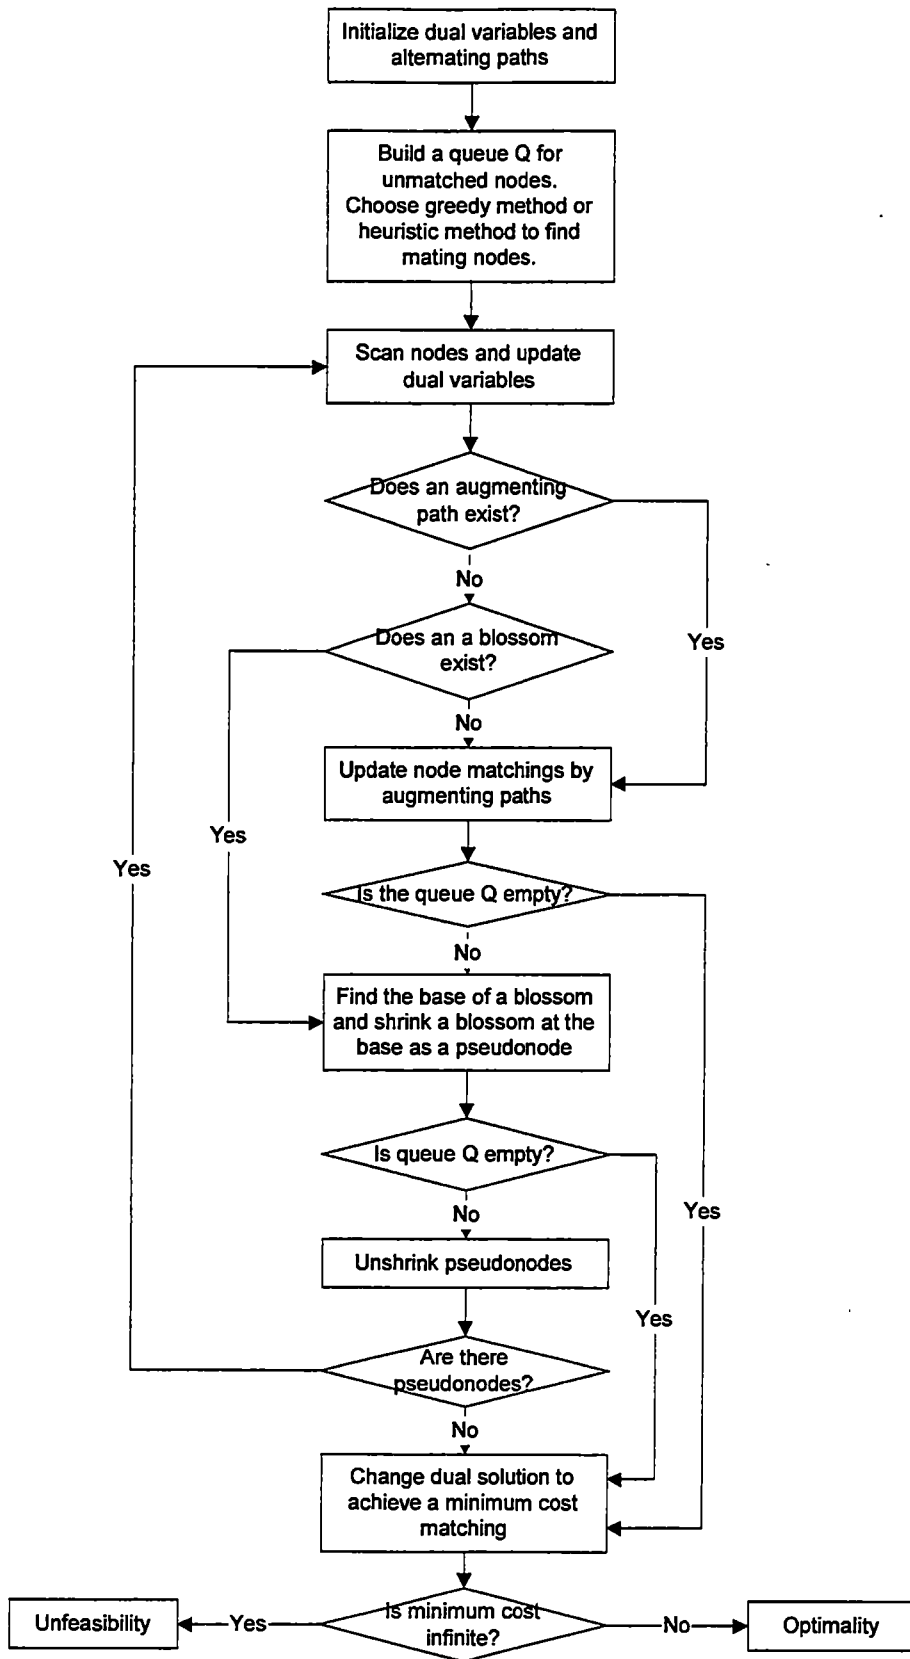 Initialize dual variables and
alternating paths
Build a queue Q for
unmatched nodes.
Choose greedy method or
heuristic method to find
mating nodes.
Scan nodes and update
dual variables
Does an augmenting
path exist?
No
Does an a blossom
exist?
Yes
No
Update node matchings by
augmenting paths
Yes
Yes
Is the queue Q empty?
No
Find the base of a blossom
and shrink a blossom at the
base as a pseudonode
Is queue Q empty?
Yes
No
Unshrink pseudonodes
Yes
Are there
pseudonodes?
No
Change dual solution to
achieve a minimum cost
matching
Unfeasibility
Yes
Is minimum cost
infinite?
No
Optimality